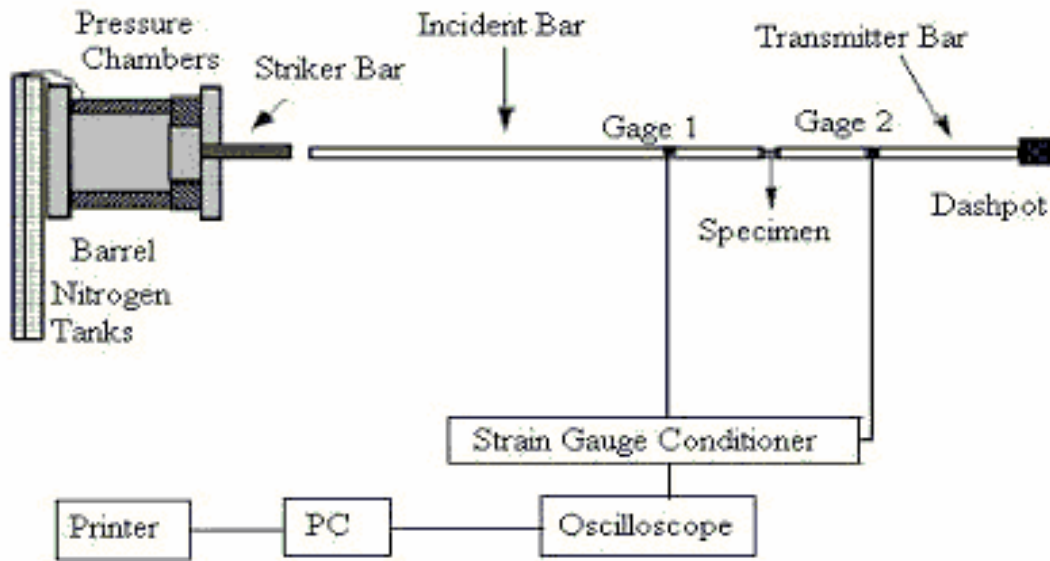 Pressure
Chambers
Striker Bar
Incident Bar
Transmitter Bar
Gage 1
Gage 2
Specimen
Dashpot
Barrel
Nitrogen
Tanks
Strain Gauge Conditioner
Printer
PC
Oscilloscope